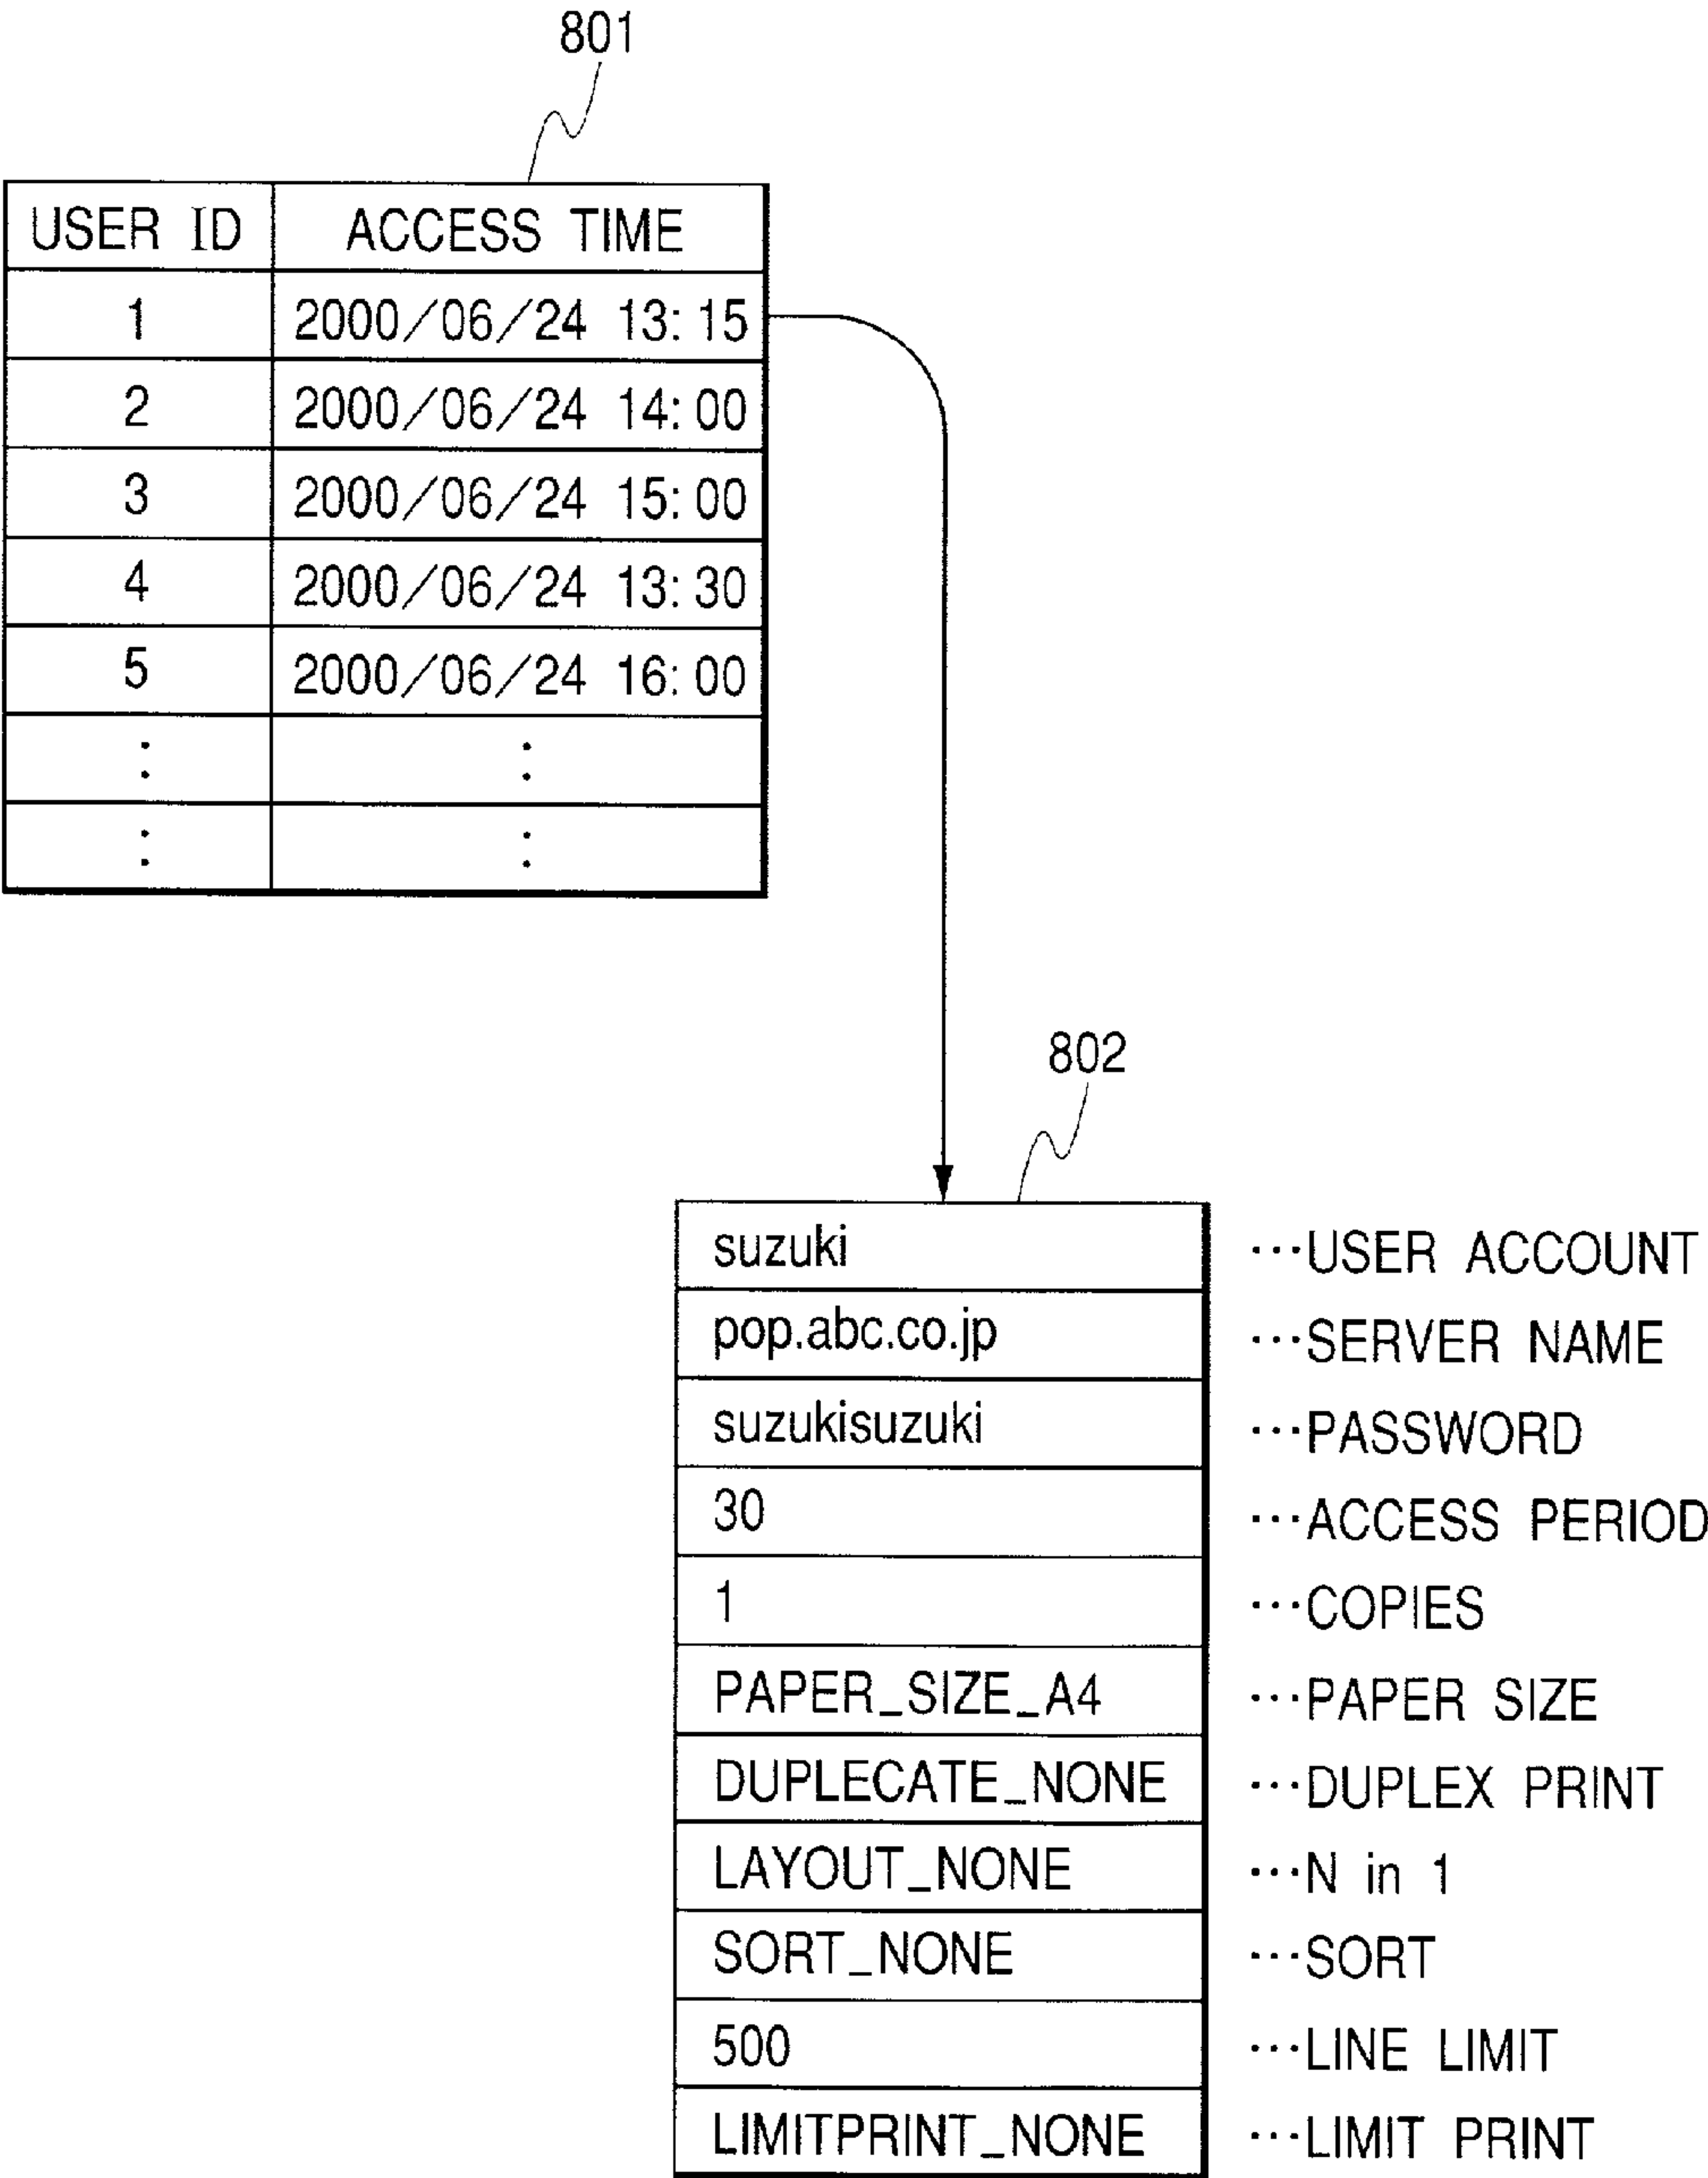 801
USER ID ACCESS TIME
1 2000/06/24 13:15
2 2000/06/24 14:00
3 2000/06/24 15:00
4 2000/06/24 13:30
5 2000/06/24 16:00
: :
: :
802
suzuki ···USER ACCOUNT
pop.abc.co.jp ···SERVER NAME
suzukisuzuki ···PASSWORD
30 ···ACCESS PERIOD
1 ···COPIES
PAPER_SIZE_A4 ···PAPER SIZE
DUPLECATE_NONE ···DUPLEX PRINT
LAYOUT_NONE ···N in 1
SORT_NONE ···SORT
500 ···LINE LIMIT
LIMITPRINT_NONE ···LIMIT PRINT